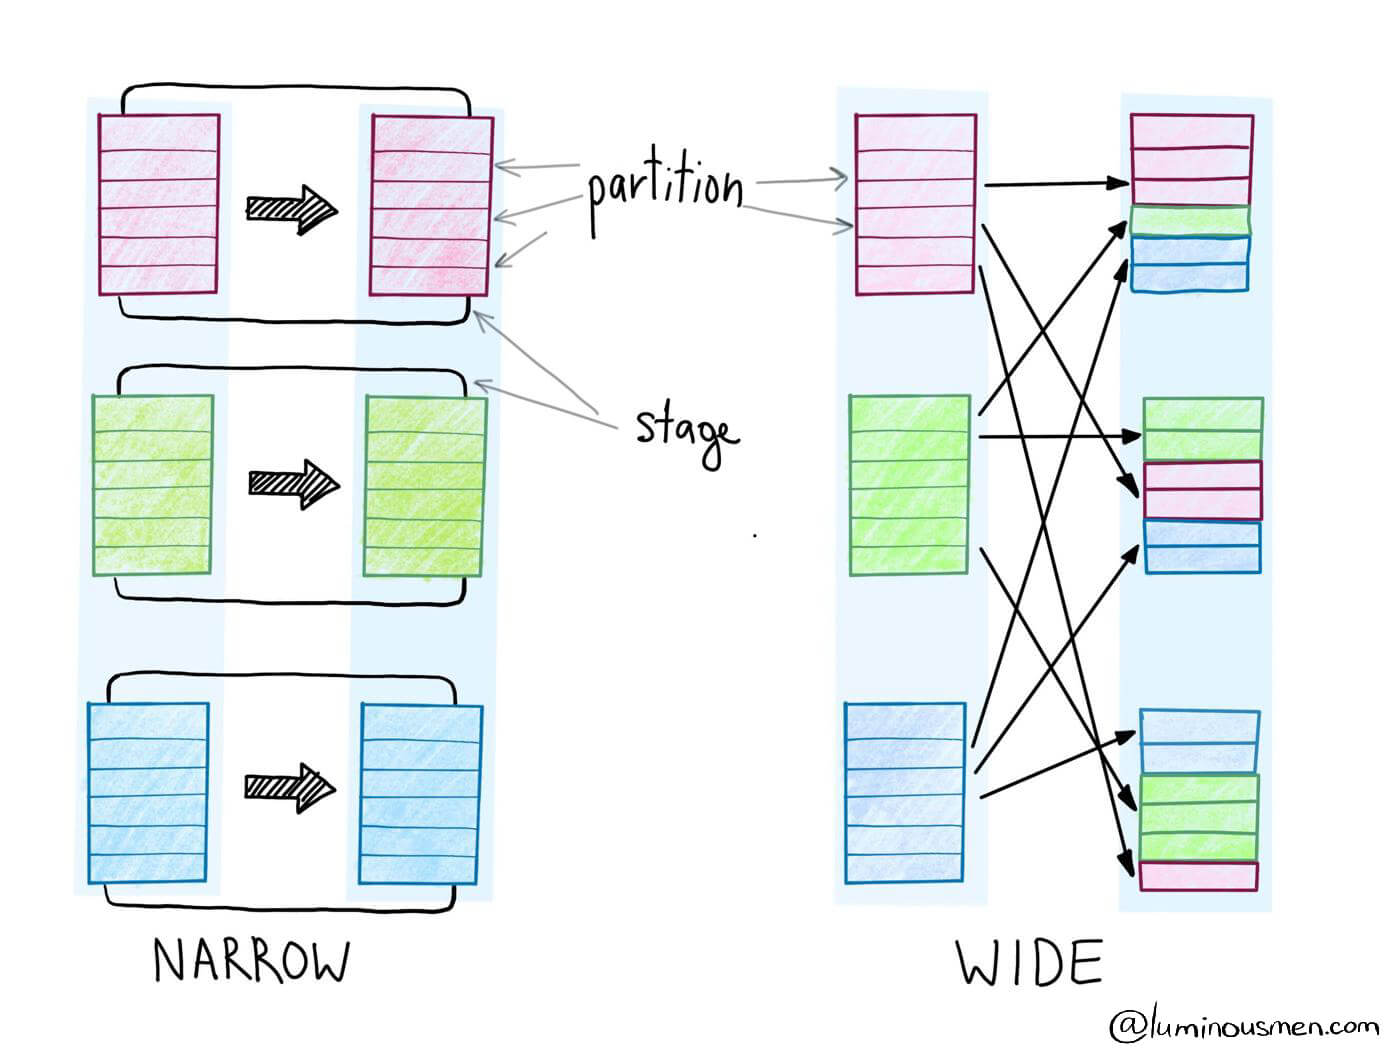 partition
stage
NARROW
WIDE
@luminousmen.com